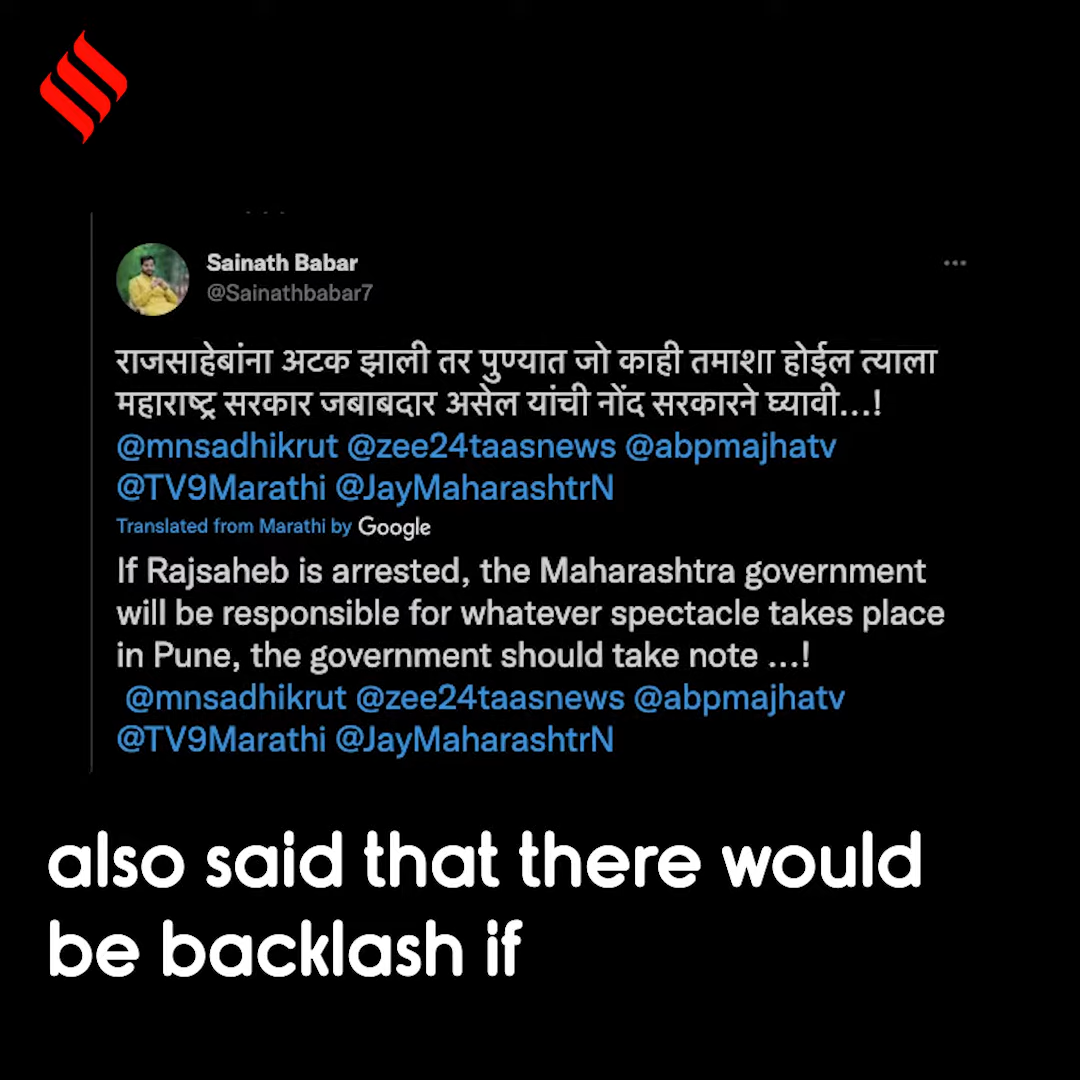 Sainath Babar
@Sainathbabar7
राजसाहेबांना अटक झाली तर पुण्यात जो काही तमाशा होईल त्याला
महाराष्ट्र सरकार जबाबदार असेल यांची नोंद सरकारने घ्यावी...!
@mnsadhikrut @zee24taasnews @abpmajhatv
@TV9Marathi @JayMaharashtrN
Translated from Marathi by Google
If Rajsaheb is arrested, the Maharashtra government
will be responsible for whatever spectacle takes place
in Pune, the government should take note ...!
@mnsadhikrut @zee24taasnews @abpmajhatv
@TV9Marathi @JayMaharashtrN
also said that there would
be backlash if